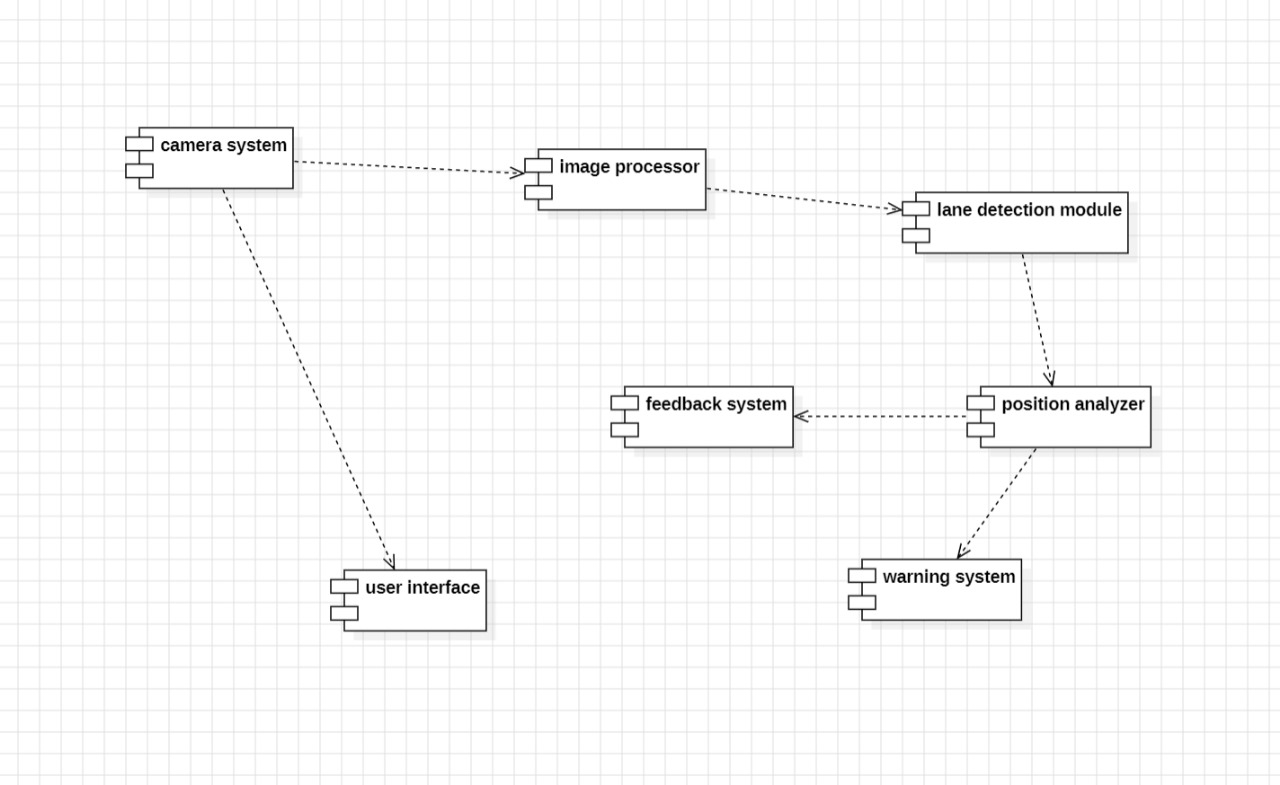 camera system
image processor
lane detection module
feedback system
position analyzer
user interface
warning system